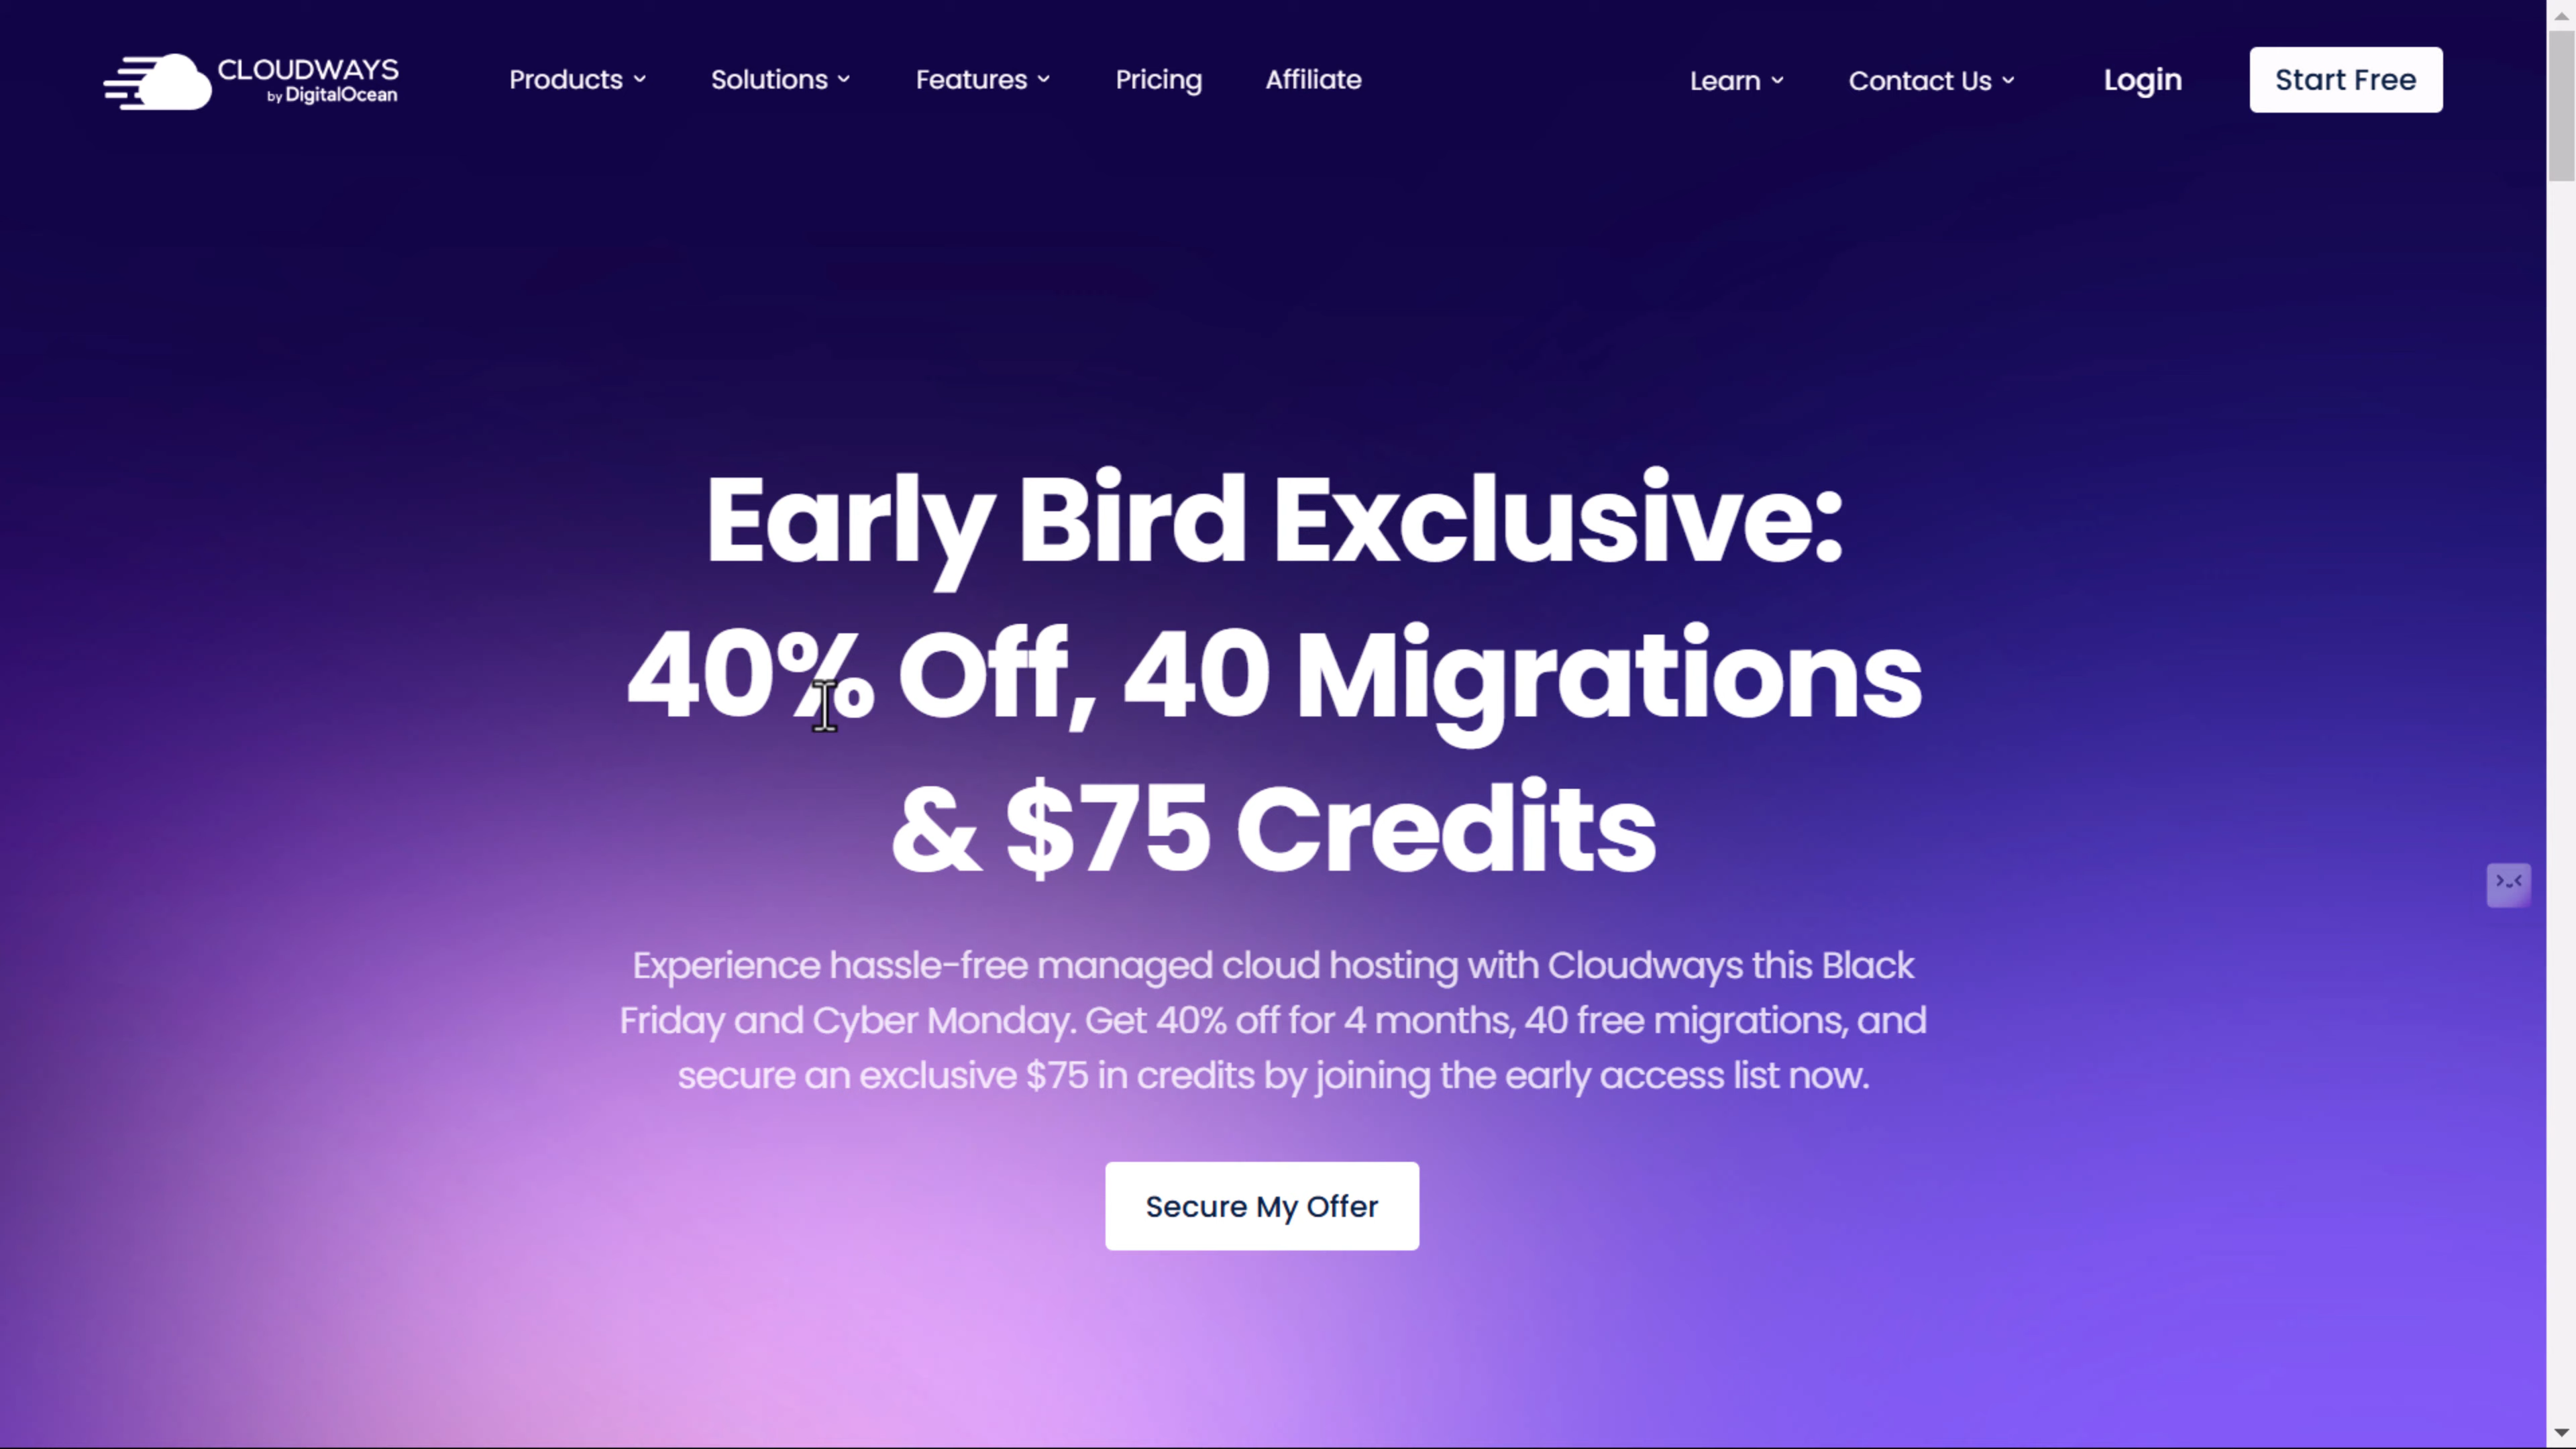 CLOUDWAYS
by DigitalOcean
Products
Solutions
Features
Pricing
Affiliate
Learn
Contact Us
Login
Start Free
Early Bird Exclusive:
40% Off, 40 Migrations
& $75 Credits
Experience hassle-free managed cloud hosting with Cloudways this Black
Friday and Cyber Monday. Get 40% off for 4 months, 40 free migrations, and
secure an exclusive $75 in credits by joining the early access list now.
Secure My Offer